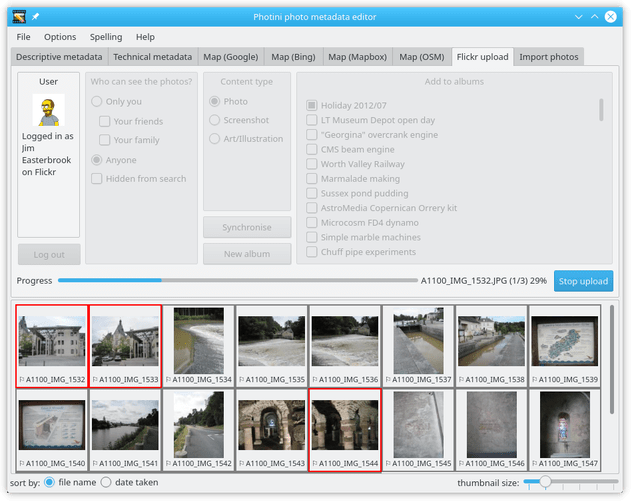 Photini photo metadata editor
File Options Spelling Help
Descriptive metadata Technical metadata Map (Google) Map (Bing) Map (Mapbox) Map (OSM) Flickr upload Import photos
User
Logged in as
Jim
Easterbrook
on Flickr
Log out
Who can see the photos?
Only you
Your friends
Your family
Anyone
Hidden from search
Content type
Photo
Screenshot
Art/Illustration
Synchronise
New album
Add to albums
Holiday 2012/07
LT Museum Depot open day
"Georgina" overcrank engine
CMS beam engine
Worth Valley Railway
Marmalade making
Sussex pond pudding
AstroMedia Copernican Orrery kit
Microcosm FD4 dynamo
Simple marble machines
Chuff pipe experiments
Progress A1100_IMG_1532.JPG (1/3) 29% Stop upload
A1100_IMG_1532 A1100_IMG_1533 A1100_IMG_1534 A1100_IMG_1535 A1100_IMG_1536 A1100_IMG_1537 A1100_IMG_1538 A1100_IMG_1539
A1100_IMG_1540 A1100_IMG_1541 A1100_IMG_1542 A1100_IMG_1543 A1100_IMG_1544 A1100_IMG_1545 A1100_IMG_1546 A1100_IMG_1547
sort by: file name date taken thumbnail size: